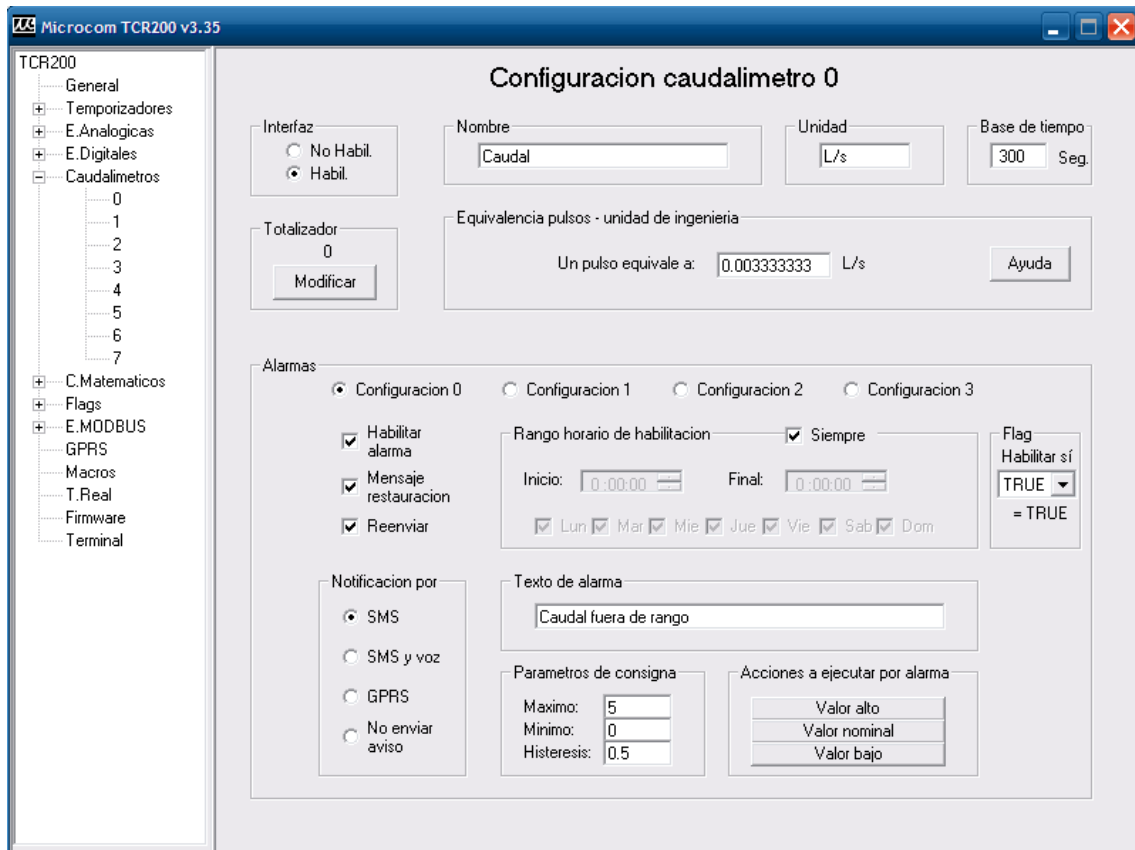 Microcom TCR200 v3.35
TCR200
General
Temporizadores
E.Analogicas
E.Digitales
Caudalimetros
0
1
2
3
4
5
6
7
C.Matematicos
Flags
E.MODBUS
GPRS
Macros
T.Real
Firmware
Terminal
Configuracion caudalimetro 0
Interfaz
No Habil.
Habil.
Nombre
Caudal
Unidad
L/s
Base de tiempo
300 Seg.
Totalizador
0
Modificar
Equivalencia pulsos - unidad de ingenieria
Un pulso equivale a: 0.003333333 L/s
Ayuda
Alarmas
Configuracion 0 Configuracion 1 Configuracion 2 Configuracion 3
Habilitar
alarma
Mensaje
restauracion
Reenviar
Rango horario de habilitacion Siempre
Inicio: 0:00:00 Final: 0:00:00
Lun Mar Mie Jue Vie Sab Dom
Flag
Habilitar sí
TRUE
= TRUE
Notificacion por
SMS
SMS y voz
GPRS
No enviar
aviso
Texto de alarma
Caudal fuera de rango
Parametros de consigna
Maximo: 5
Minimo: 0
Histeresis: 0.5
Acciones a ejecutar por alarma
Valor alto
Valor nominal
Valor bajo